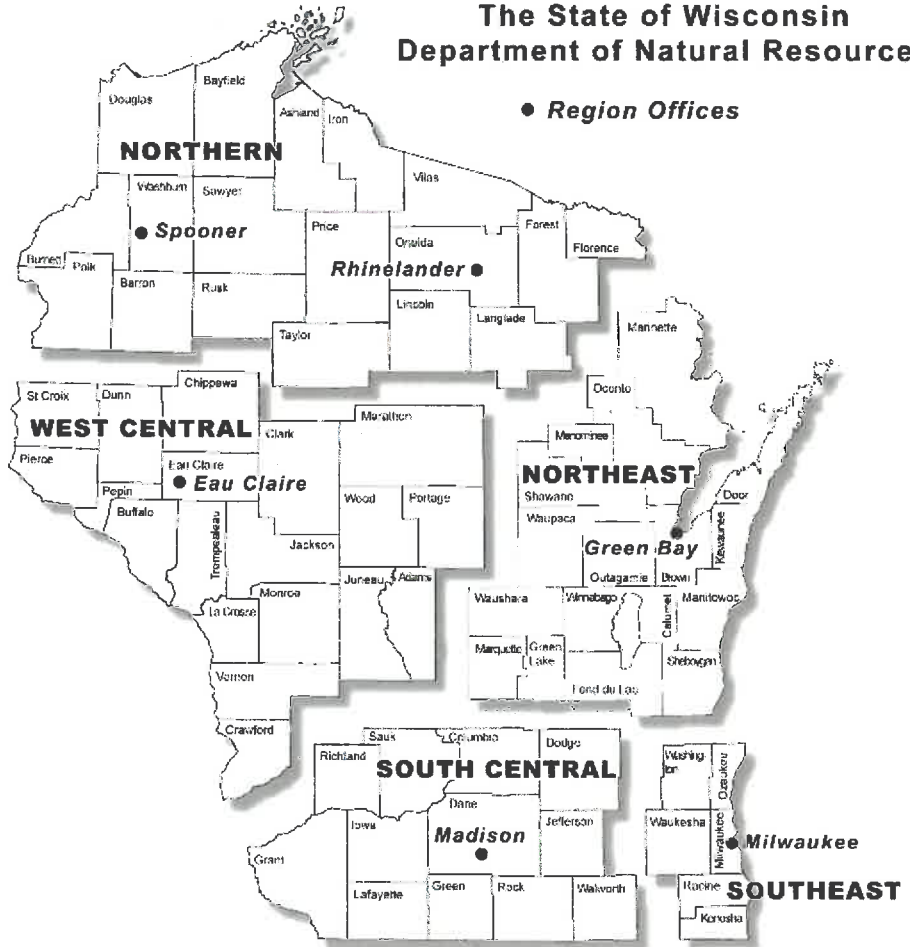 The State of Wisconsin
Department of Natural Resource
Region Offices
Douglas
Bayfield
Ashland
Iron
NORTHERN
Vilas
Washburn
Sawyer
Price
Oneida
Forest
Florence
Spooner
Rhinelander
Burnett
Polk
Barron
Rusk
Lincoln
Langlade
Taylor
Marinette
Oconto
St Croix
Dunn
Chippewa
WEST CENTRAL
Clark
Marathon
Menominee
Pierce
Eau Claire
Eau Claire
NORTHEAST
Pepin
Buffalo
Wood
Portage
Shawano
Waupaca
Door
Kewaunee
Trempealeau
Jackson
Green Bay
Outagamie
Brown
Juneau
Adams
Monroe
La Crosse
Waushara
Winnebago
Calumet
Manitowoc
Marquette
Green
Lake
Sheboygan
Vernon
Fond du Lac
Crawford
Sauk
Columbia
Dodge
Richland
SOUTH CENTRAL
Washing-
ton
Ozaukee
Dane
Iowa
Jefferson
Waukesha
Milwaukee
Madison
Milwaukee
Grant
Lafayette
Green
Rock
Walworth
Racine
SOUTHEAST
Kenosha